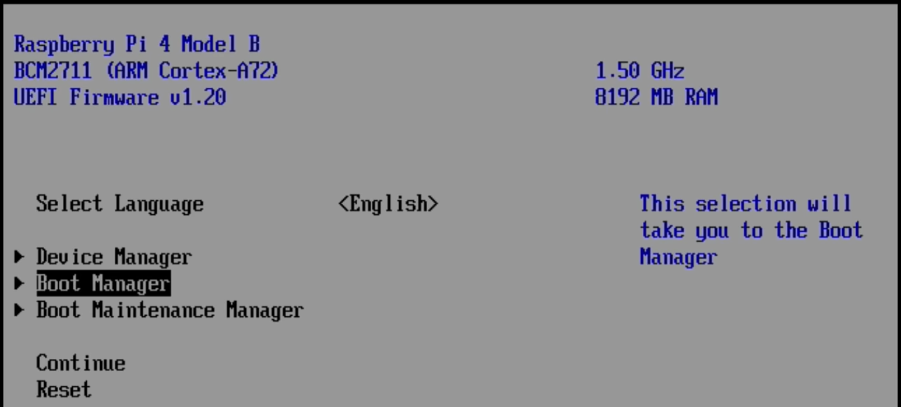 Raspberry Pi 4 Model B
BCM2711 (ARM Cortex-A72) 1.50 GHz
UEFI Firmware v1.20 8192 MB RAM
Select Language <English> This selection will
take you to the Boot
Device Manager Manager
Boot Manager
Boot Maintenance Manager
Continue
Reset